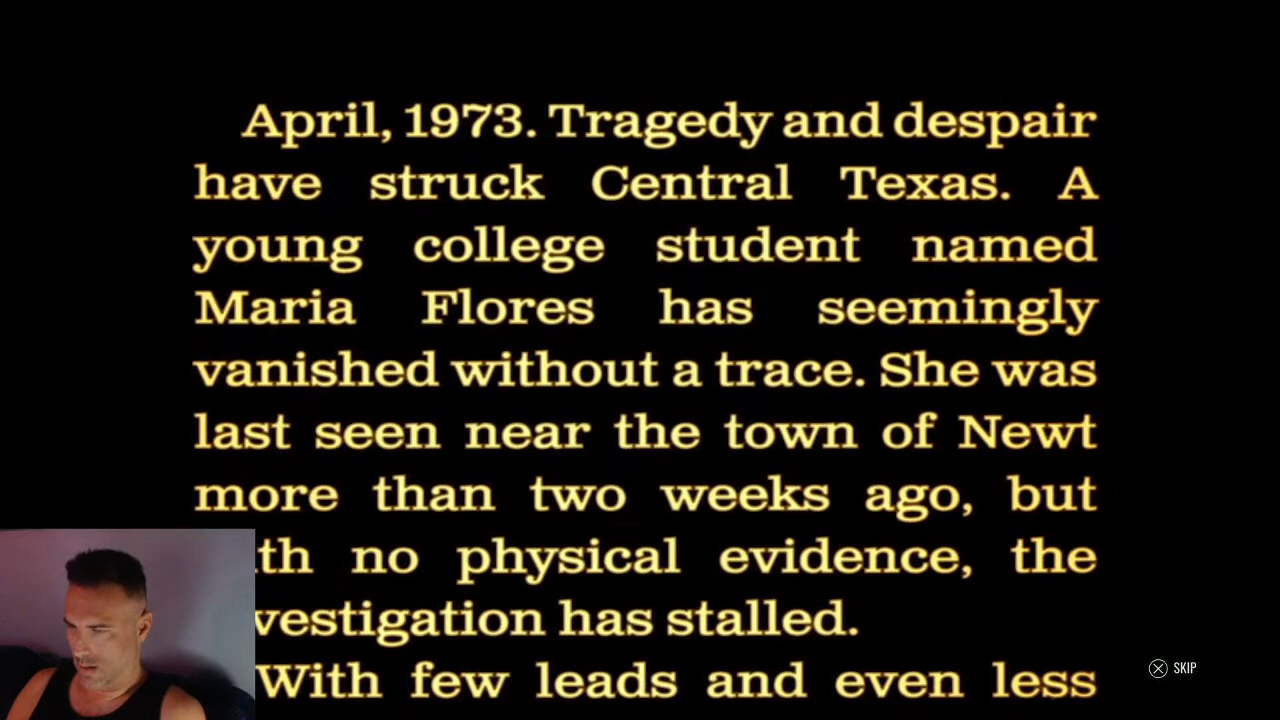 April, 1973. Tragedy and despair
have struck Central Texas. A
young college student named
Maria Flores has seemingly
vanished without a trace. She was
last seen near the town of Newt
more than two weeks ago, but
no physical evidence, the
has stalled.
With few leads and even less
SKIP